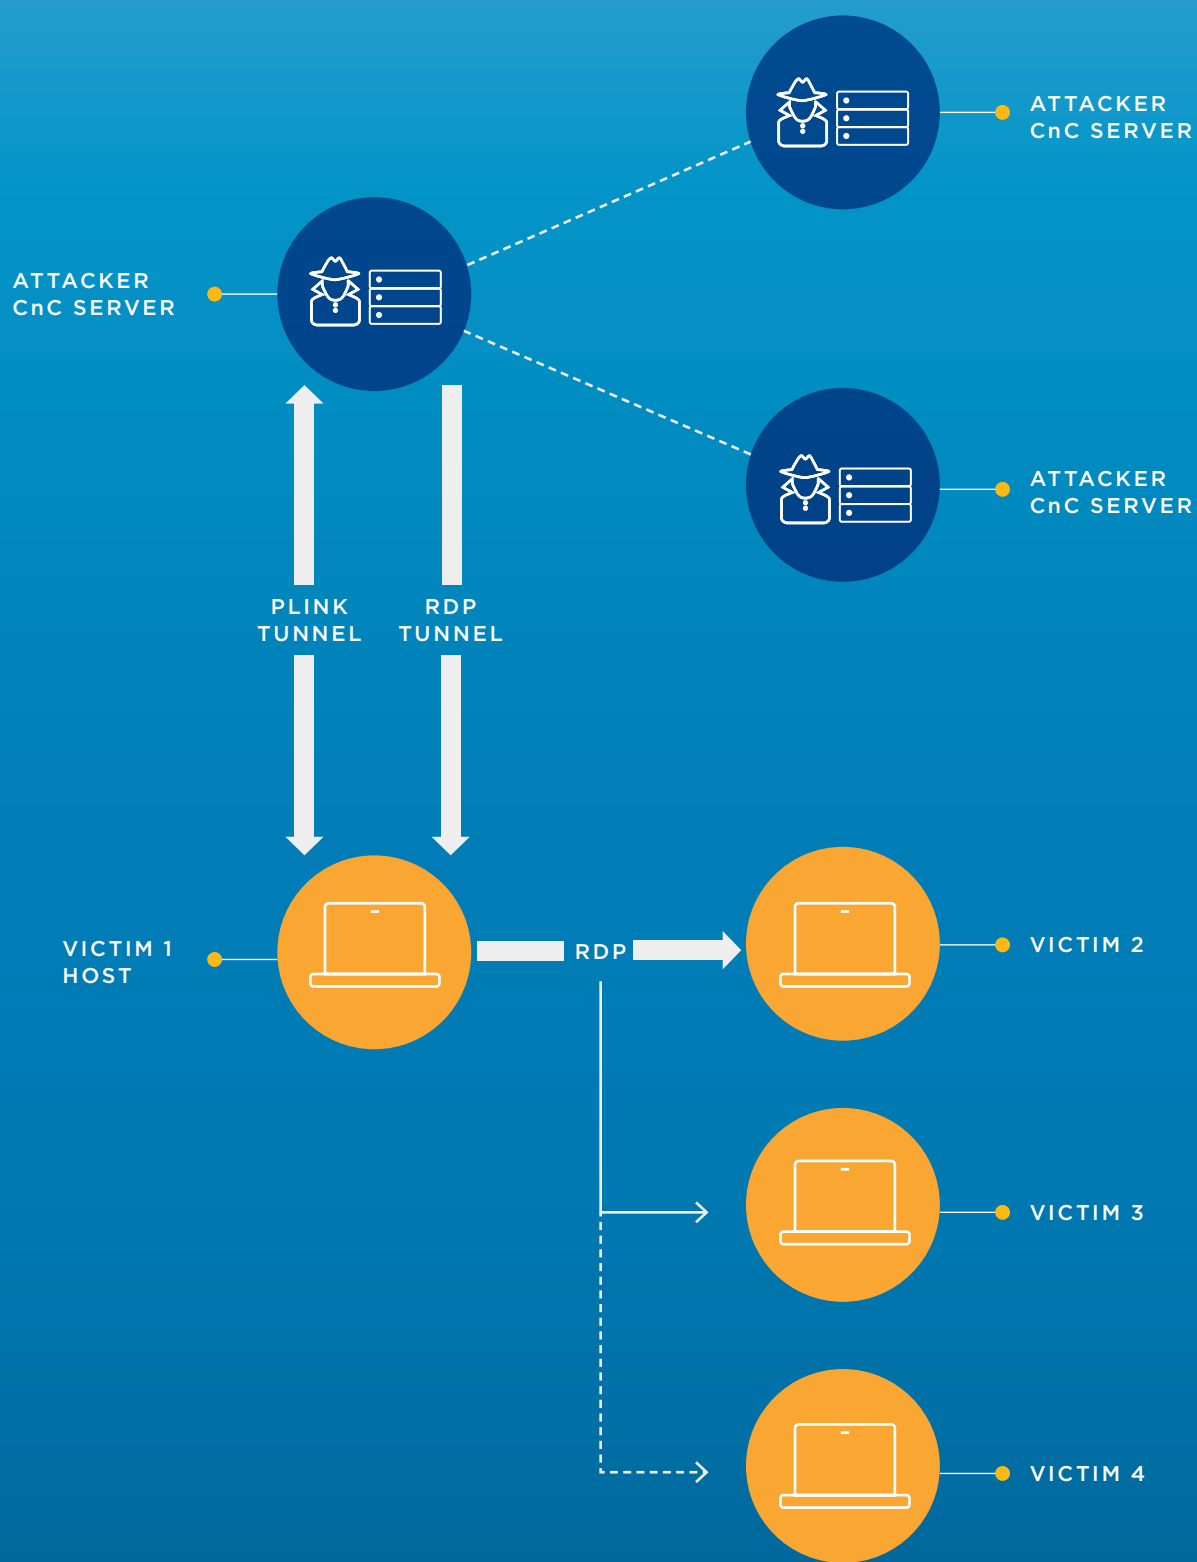 ATTACKER
CnC SERVER
ATTACKER
CnC SERVER
ATTACKER
CnC SERVER
PLINK
TUNNEL
RDP
TUNNEL
VICTIM 1
HOST
RDP
VICTIM 2
VICTIM 3
VICTIM 4